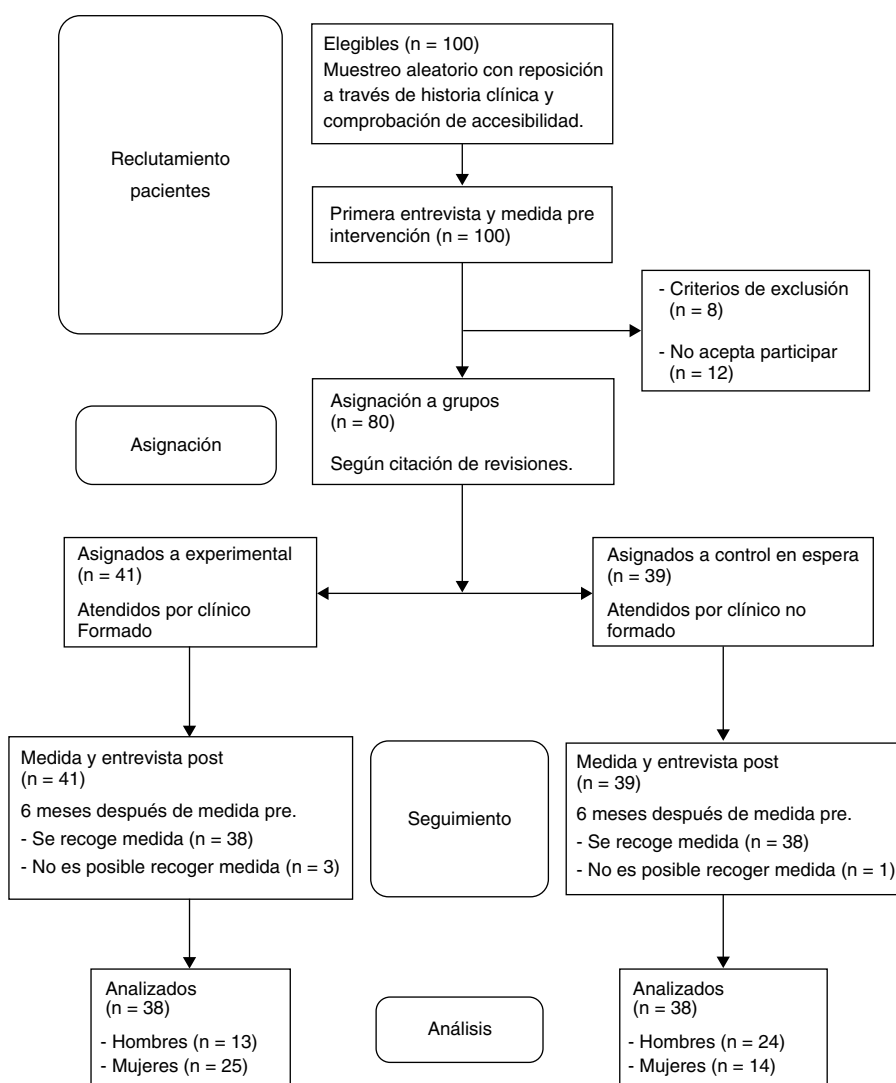 Elegibles (n = 100)
Muestreo aleatorio con reposición
a través de historia clínica y
comprobación de accesibilidad.
Reclutamiento
pacientes
Primera entrevista y medida pre
intervención (n = 100)
- Criterios de exclusión
(n = 8)
- No acepta participar
(n = 12)
Asignación a grupos
(n = 80)
Según citación de revisiones.
Asignación
Asignados a experimental
(n = 41)
Atendidos por clínico
Formado
Asignados a control en espera
(n = 39)
Atendidos por clínico no
formado
Medida y entrevista post
(n = 41)
6 meses después de medida pre.
- Se recoge medida (n = 38)
- No es posible recoger medida (n = 3)
Seguimiento
Medida y entrevista post
(n = 39)
6 meses después de medida pre.
- Se recoge medida (n = 38)
- No es posible recoger medida (n = 1)
Analizados
(n = 38)
- Hombres (n = 13)
- Mujeres (n = 25)
Análisis
Analizados
(n = 38)
- Hombres (n = 24)
- Mujeres (n = 14)